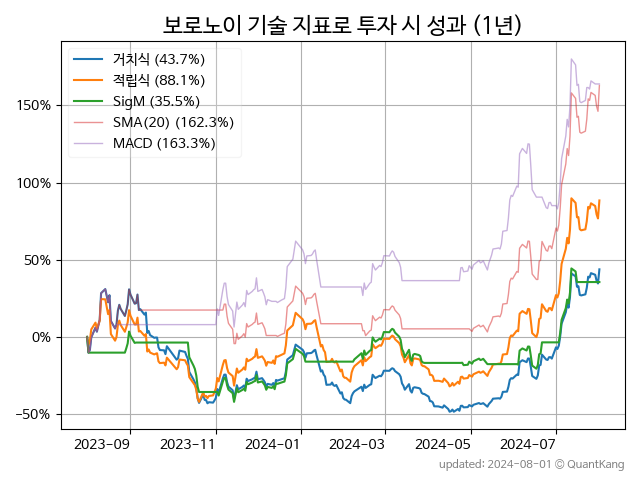 보로노이 기술 지표로 투자 시 성과 (1년)
거치식 (43.7%)
적립식 (88.1%)
SigM (35.5%)
SMA(20) (162.3%)
MACD (163.3%)
150%
100%
50%
0%
−50%
2023-09 2023-11 2024-01 2024-03 2024-05 2024-07
updated: 2024-08-01 © QuantKang